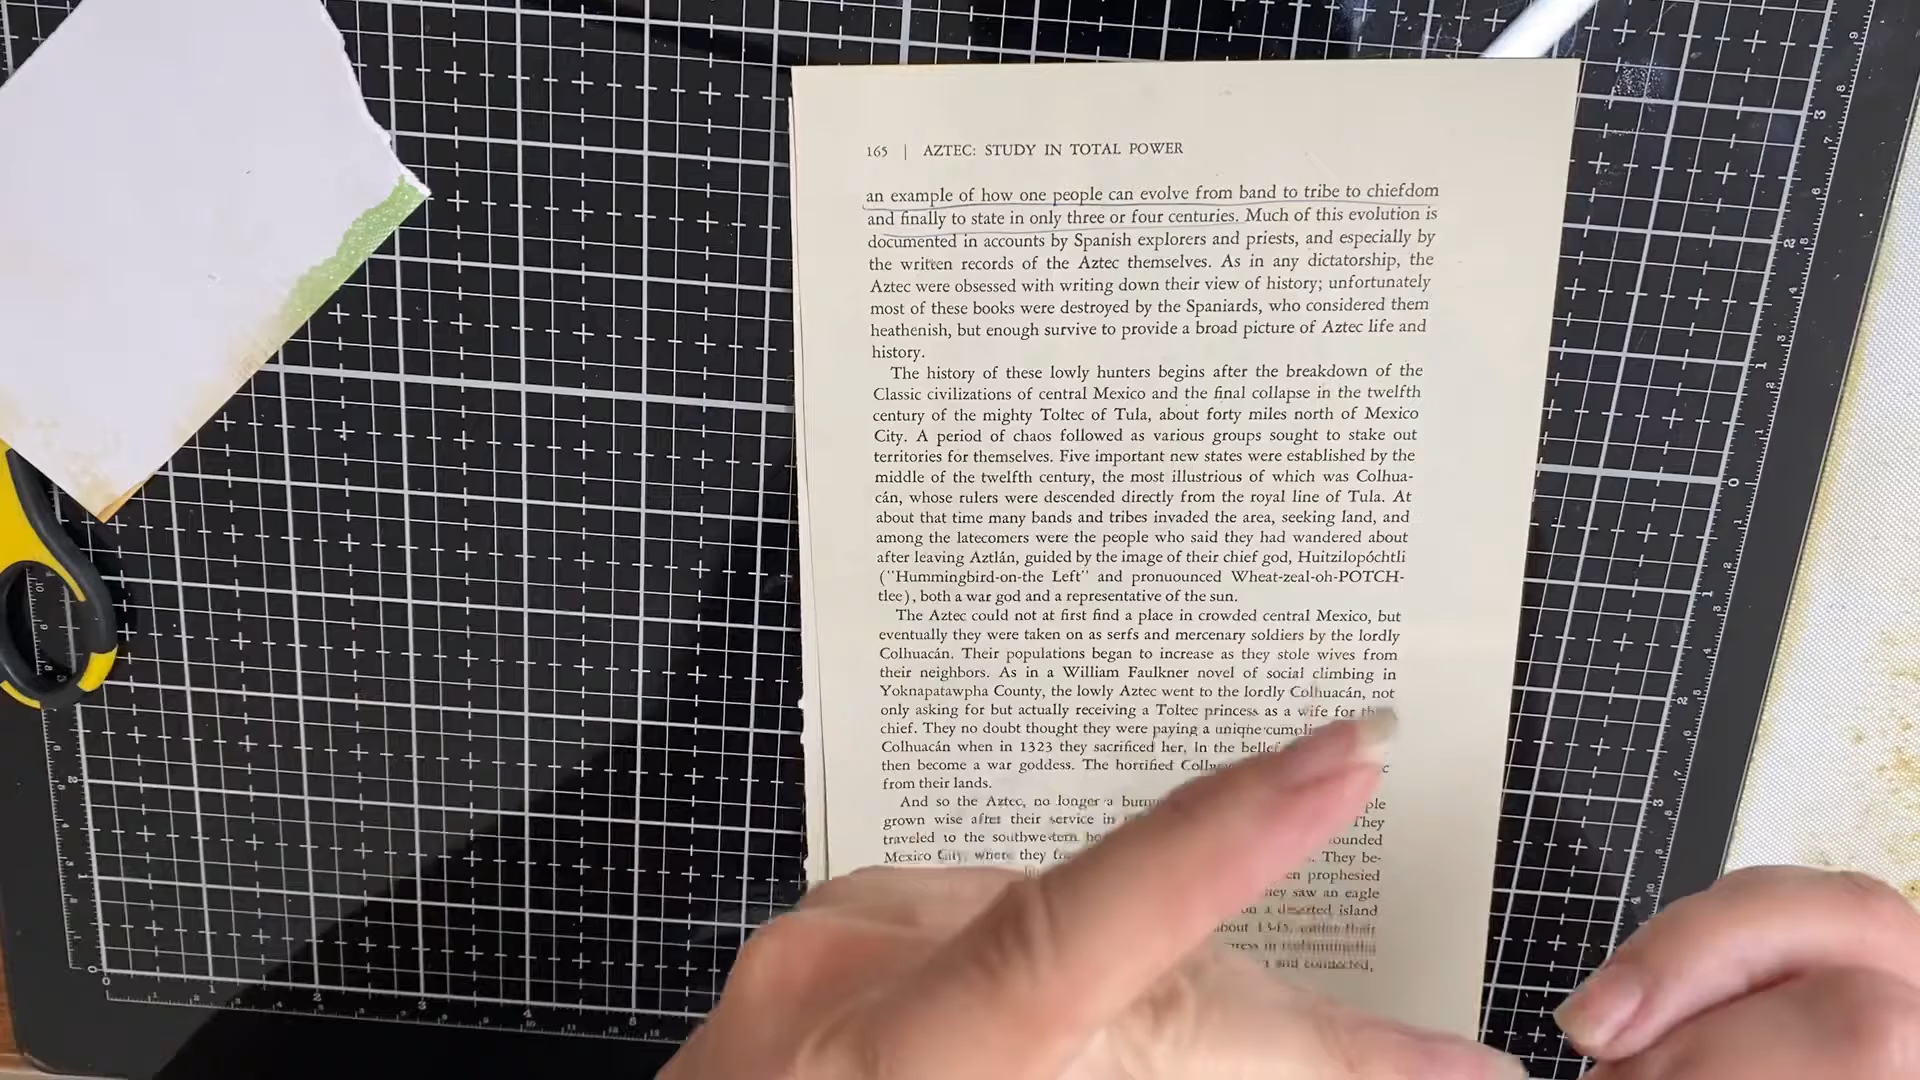 165 | AZTEC: STUDY IN TOTAL POWER
an example of how one people can evolve from band to tribe to chiefdom
and finally to state in only three or four centuries. Much of this evolution is
documented in accounts by Spanish explorers and priests, and especially by
the written records of the Aztec themselves. As in any dictatorship, the
Aztec were obsessed with writing down their view of history; unfortunately
most of these books were destroyed by the Spaniards, who considered them
heathenish, but enough survive to provide a broad picture of Aztec life and
history.
The history of these lowly hunters begins after the breakdown of the
Classic civilizations of central Mexico and the final collapse in the twelfth
century of the mighty Toltec of Tula, about forty miles north of Mexico
City. A period of chaos followed as various groups sought to stake out
territories for themselves. Five important new states were established by the
middle of the twelfth century, the most illustrious of which was Colhua-
cán, whose rulers were descended directly from the royal line of Tula. At
about that time many bands and tribes invaded the area, seeking land, and
among the latecomers were the people who said they had wandered about
after leaving Aztlán, guided by the image of their chief god, Huitzilopóchtli
("Hummingbird-on-the Left" and pronuounced Wheat-zeal-oh-POTCH-
tlee), both a war god and a representative of the sun.
The Aztec could not at first find a place in crowded central Mexico, but
eventually they were taken on as serfs and mercenary soldiers by the lordly
Colhuacán. Their populations began to increase as they stole wives from
their neighbors. As in a William Faulkner novel of social climbing in
Yoknapatawpha County, the lowly Aztec went to the lordly Colhuacán, not
only asking for but actually receiving a Toltec princess as a wife for
chief. They no doubt thought they were paying a unique
Colhuacán when in 1323 they sacrificed her, in the belief
then become a war goddess. The horrified
from their lands.
And so the Aztec, no longer a
grown wise after their service in They
traveled to the southwestern
Mexico City, where they They be-
prophesied
saw an eagle
on a deserted island
about
and connected,